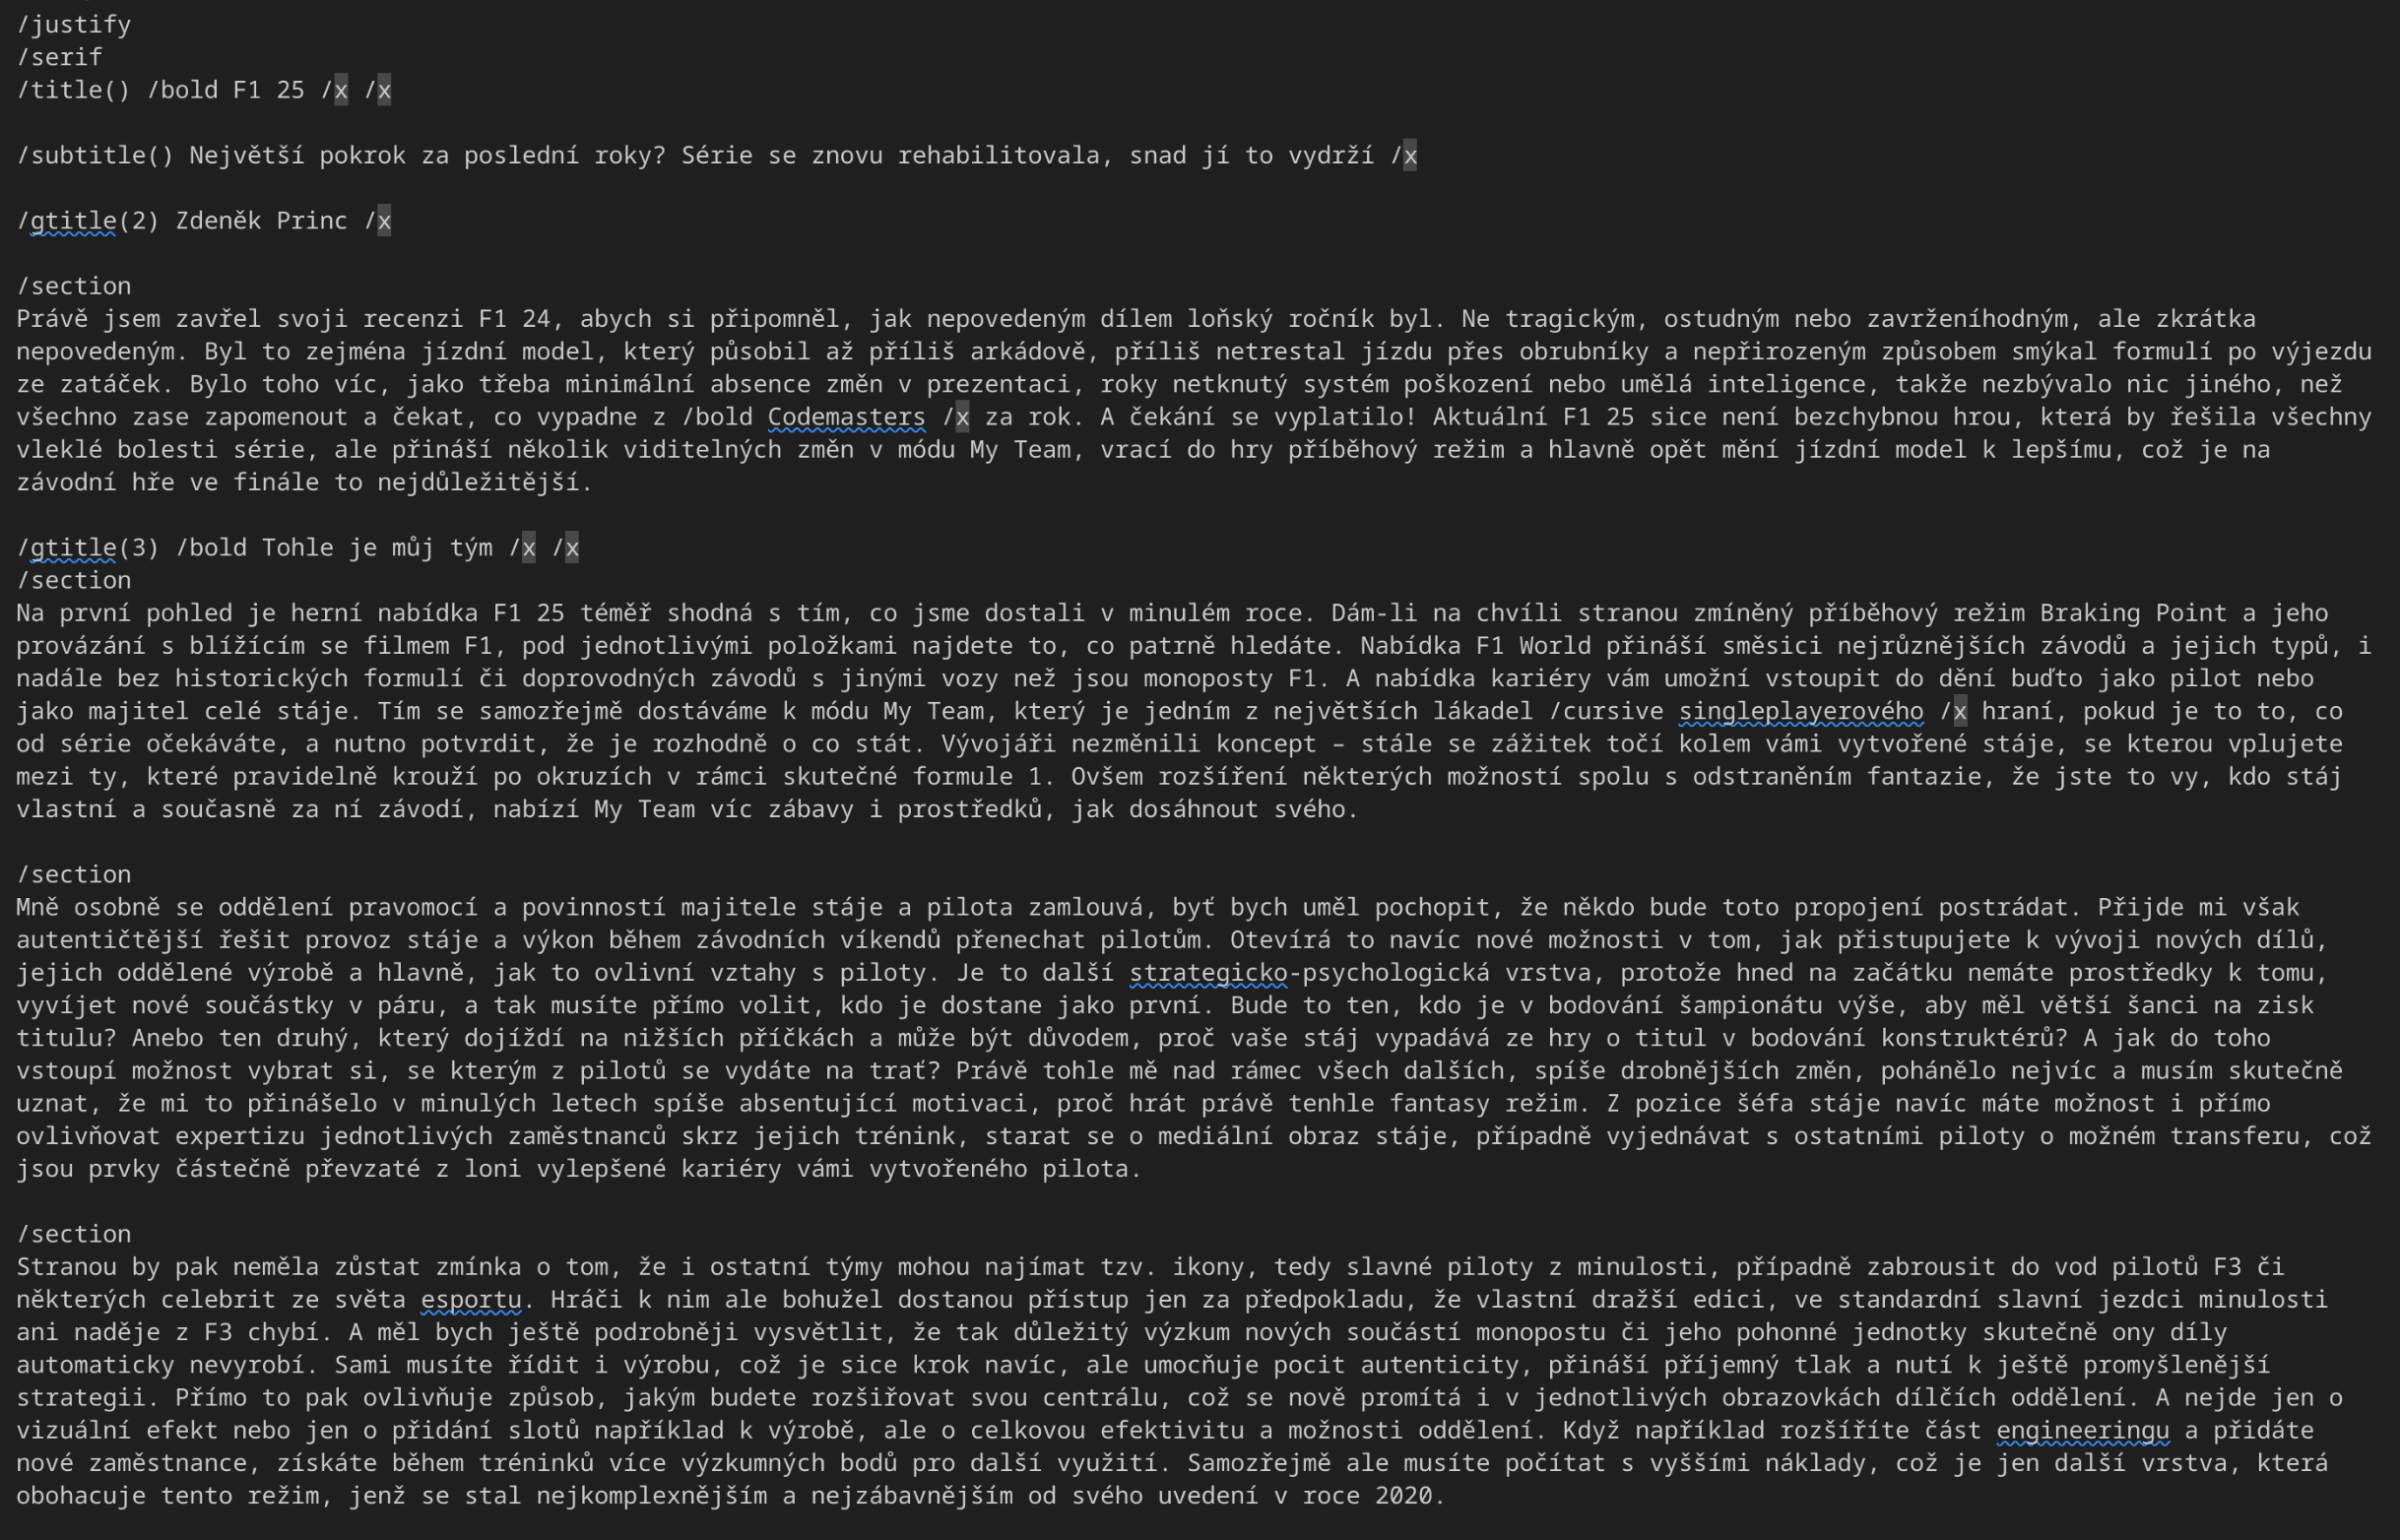 /justify
/serif
/title() /bold F1 25 /x /x
/subtitle() Největší pokrok za poslední roky? Série se znovu rehabilitovala, snad jí to vydrží /x
/gtitle(2) Zdeněk Princ /x
/section
Právě jsem zavřel svoji recenzi F1 24, abych si připomněl, jak nepovedeným dílem loňský ročník byl. Ne tragickým, ostudným nebo zavrženíhodným, ale zkrátka
nepovedeným. Byl to zejména jízdní model, který působil až příliš arkádově, příliš netrestal jízdu přes obrubníky a nepřirozeným způsobem smýkal formulí po výjezdu
ze zatáček. Bylo toho víc, jako třeba minimální absence změn v prezentaci, roky netknutý systém poškození nebo umělá inteligence, takže nezbývalo nic jiného, než
všechno zase zapomenout a čekat, co vypadne z /bold Codemasters /x za rok. A čekání se vyplatilo! Aktuální F1 25 sice není bezchybnou hrou, která by řešila všechny
vleklé bolesti série, ale přináší několik viditelných změn v módu My Team, vrací do hry příběhový režim a hlavně opět mění jízdní model k lepšímu, což je na
závodní hře ve finále to nejdůležitější.
/gtitle(3) /bold Tohle je můj tým /x /x
/section
Na první pohled je herní nabídka F1 25 téměř shodná s tím, co jsme dostali v minulém roce. Dám-li na chvíli stranou zmíněný příběhový režim Braking Point a jeho
provázání s blížícím se filmem F1, pod jednotlivými položkami najdete to, co patrně hledáte. Nabídka F1 World přináší směsici nejrůznějších závodů a jejich typů, i
nadále bez historických formulí či doprovodných závodů s jinými vozy než jsou monoposty F1. A nabídka kariéry vám umožní vstoupit do dění buďto jako pilot nebo
jako majitel celé stáje. Tím se samozřejmě dostáváme k módu My Team, který je jedním z největších lákadel /cursive singleplayerového /x hraní, pokud je to to, co
od série očekáváte, a nutno potvrdit, že je rozhodně o co stát. Vývojáři nezměnili koncept – stále se zážitek točí kolem vámi vytvořené stáje, se kterou vplujete
mezi ty, které pravidelně krouží po okruzích v rámci skutečné formule 1. Ovšem rozšíření některých možností spolu s odstraněním fantazie, že jste to vy, kdo stáj
vlastní a současně za ní závodí, nabízí My Team víc zábavy i prostředků, jak dosáhnout svého.
/section
Mně osobně se oddělení pravomocí a povinností majitele stáje a pilota zamlouvá, byť bych uměl pochopit, že někdo bude toto propojení postrádat. Přijde mi však
autentičtější řešit provoz stáje a výkon během závodních víkendů přenechat pilotům. Otevírá to navíc nové možnosti v tom, jak přistupujete k vývoji nových dílů,
jejich oddělené výrobě a hlavně, jak to ovlivní vztahy s piloty. Je to další strategicko-psychologická vrstva, protože hned na začátku nemáte prostředky k tomu,
vyvíjet nové součástky v páru, a tak musíte přímo volit, kdo je dostane jako první. Bude to ten, kdo je v bodování šampionátu výše, aby měl větší šanci na zisk
titulu? Anebo ten druhý, který dojíždí na nižších příčkách a může být důvodem, proč vaše stáj vypadává ze hry o titul v bodování konstruktérů? A jak do toho
vstoupí možnost vybrat si, se kterým z pilotů se vydáte na trať? Právě tohle mě nad rámec všech dalších, spíše drobnějších změn, pohánělo nejvíc a musím skutečně
uznat, že mi to přinášelo v minulých letech spíše absentující motivaci, proč hrát právě tenhle fantasy režim. Z pozice šéfa stáje navíc máte možnost i přímo
ovlivňovat expertizu jednotlivých zaměstnanců skrz jejich trénink, starat se o mediální obraz stáje, případně vyjednávat s ostatními piloty o možném transferu, což
jsou prvky částečně převzaté z loni vylepšené kariéry vámi vytvořeného pilota.
/section
Stranou by pak neměla zůstat zmínka o tom, že i ostatní týmy mohou najímat tzv. ikony, tedy slavné piloty z minulosti, případně zabrousit do vod pilotů F3 či
některých celebrit ze světa esportu. Hráči k nim ale bohužel dostanou přístup jen za předpokladu, že vlastní dražší edici, ve standardní slavní jezdci minulosti
ani naděje z F3 chybí. A měl bych ještě podrobněji vysvětlit, že tak důležitý výzkum nových součástí monopostu či jeho pohonné jednotky skutečně ony díly
automaticky nevyrobí. Sami musíte řídit i výrobu, což je sice krok navíc, ale umocňuje pocit autenticity, přináší příjemný tlak a nutí k ještě promyšlenější
strategii. Přímo to pak ovlivňuje způsob, jakým budete rozšiřovat svou centrálu, což se nově promítá i v jednotlivých obrazovkách dílčích oddělení. A nejde jen o
vizuální efekt nebo jen o přidání slotů například k výrobě, ale o celkovou efektivitu a možnosti oddělení. Když například rozšíříte část engineeringu a přidáte
nové zaměstnance, získáte během tréninků více výzkumných bodů pro další využití. Samozřejmě ale musíte počítat s vyššími náklady, což je jen další vrstva, která
obohacuje tento režim, jenž se stal nejkomplexnějším a nejzábavnějším od svého uvedení v roce 2020.